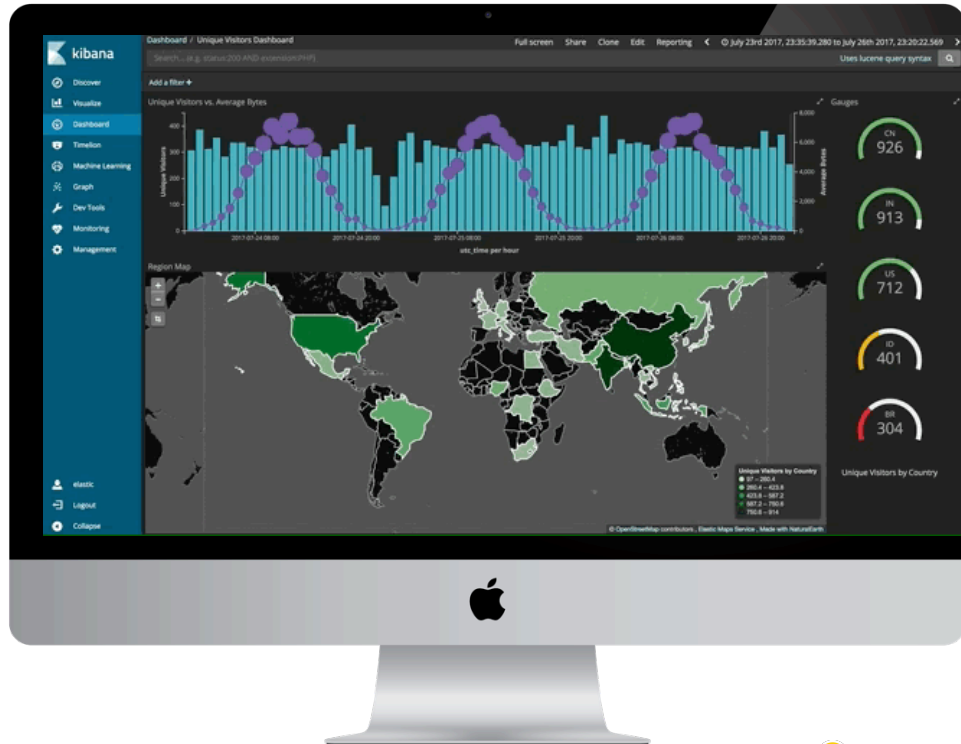 kibana
Discover
Visualize
Dashboard
Timelion
Machine Learning
Graph
Dev Tools
Monitoring
Management
elastic
Logout
Collapse
Dashboard / Unique Visitors Dashboard
Full screen Share Clone Edit Reporting July 23rd 2017, 23:35:39.280 to July 26th 2017, 23:20:22.569
Search... (e.g. status:200 AND extension:PHP)
Uses lucene query syntax
Add a filter +
Unique Visitors vs. Average Bytes
Unique Visitors
400
300
200
100
0
8,000
6,000
4,000
2,000
0
Average Bytes
2017-07-24 08:00 2017-07-24 20:00 2017-07-25 08:00 2017-07-25 20:00 2017-07-26 08:00 2017-07-26 20:00
utc_time per hour
Region Map
+
−
Unique Visitors by Country
97 – 260.4
260.4 – 423.8
423.8 – 587.2
587.2 – 750.6
750.6 – 914
© OpenStreetMap contributors , Elastic Maps Service , Made with NaturalEarth
Gauges
CN
926
IN
913
US
712
ID
401
BR
304
Unique Visitors by Country